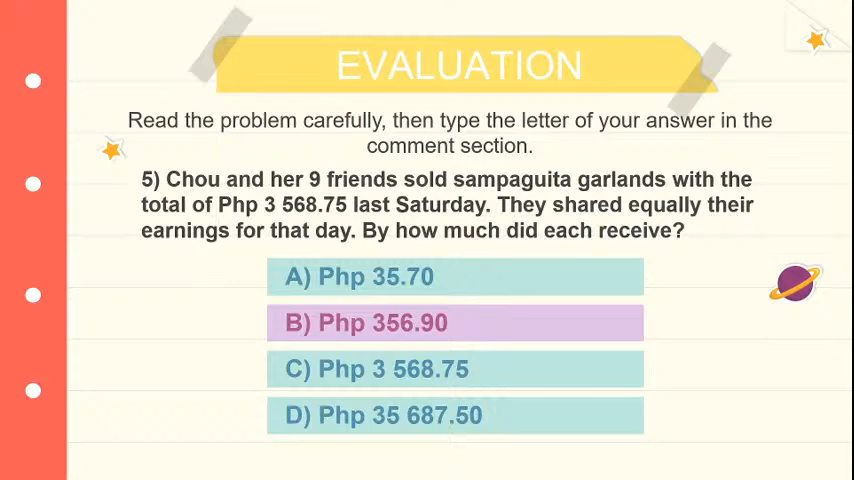 EVALUATION
Read the problem carefully, then type the letter of your answer in the
comment section.
5) Chou and her 9 friends sold sampaguita garlands with the
total of Php 3 568.75 last Saturday. They shared equally their
earnings for that day. By how much did each receive?
A) Php 35.70
B) Php 356.90
C) Php 3 568.75
D) Php 35 687.50